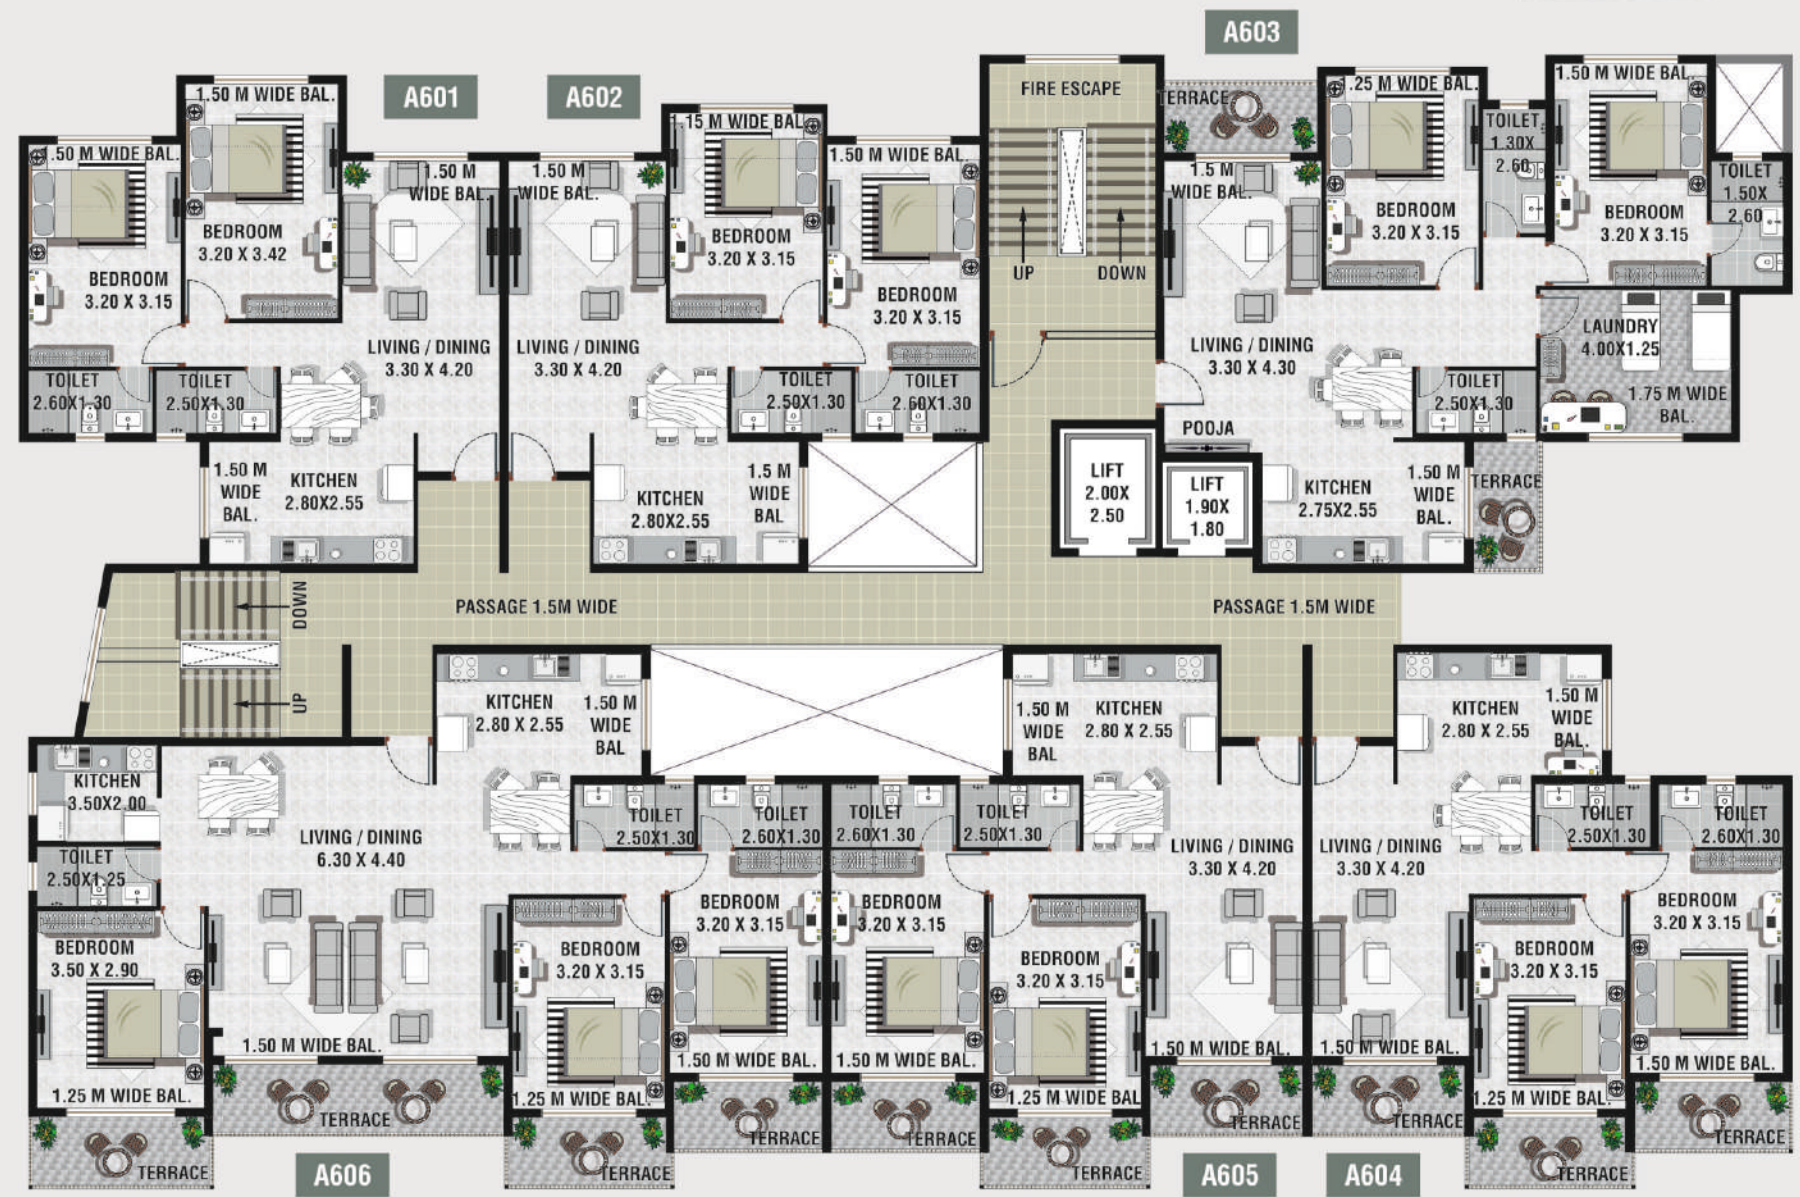 A603
A601
A602
1.50 M WIDE BAL.
.50 M WIDE BAL.
BEDROOM
3.20 X 3.42
BEDROOM
3.20 X 3.15
1.50 M
WIDE BAL.
LIVING / DINING
3.30 X 4.20
TOILET
2.60X1.30
TOILET
2.50X1.30
1.50 M
WIDE
BAL.
KITCHEN
2.80X2.55
1.50 M
WIDE BAL.
.15 M WIDE BAL.
1.50 M WIDE BAL.
BEDROOM
3.20 X 3.15
BEDROOM
3.20 X 3.15
LIVING / DINING
3.30 X 4.20
TOILET
2.50X1.30
TOILET
2.60X1.30
KITCHEN
2.80X2.55
1.5 M
WIDE
BAL
FIRE ESCAPE
UP
DOWN
TERRACE
.25 M WIDE BAL.
1.50 M WIDE BAL.
TOILET
1.30X
2.60
TOILET
1.50X
2.60
1.5 M
WIDE BAL.
BEDROOM
3.20 X 3.15
BEDROOM
3.20 X 3.15
LIVING / DINING
3.30 X 4.30
LAUNDRY
4.00X1.25
1.75 M WIDE
BAL.
TOILET
2.50X1.30
POOJA
LIFT
2.00X
2.50
LIFT
1.90X
1.80
KITCHEN
2.75X2.55
1.50 M
WIDE
BAL.
TERRACE
DOWN
UP
PASSAGE 1.5M WIDE
PASSAGE 1.5M WIDE
KITCHEN
2.80 X 2.55
1.50 M
WIDE
BAL
KITCHEN
3.50X2.00
LIVING / DINING
6.30 X 4.40
TOILET
2.50X1.25
TOILET
2.50X1.30
TOILET
2.60X1.30
BEDROOM
3.50 X 2.90
BEDROOM
3.20 X 3.15
BEDROOM
3.20 X 3.15
1.50 M WIDE BAL.
1.25 M WIDE BAL.
1.25 M WIDE BAL.
1.50 M WIDE BAL.
TERRACE
TERRACE
TERRACE
TERRACE
1.50 M
WIDE
BAL
KITCHEN
2.80 X 2.55
TOILET
2.60X1.30
TOILET
2.50X1.30
LIVING / DINING
3.30 X 4.20
BEDROOM
3.20 X 3.15
BEDROOM
3.20 X 3.15
1.50 M WIDE BAL.
1.25 M WIDE BAL
1.50 M WIDE BAL.
TERRACE
TERRACE
TERRACE
KITCHEN
2.80 X 2.55
1.50 M
WIDE
BAL.
TOILET
2.50X1.30
TOILET
2.60X1.30
LIVING / DINING
3.30 X 4.20
BEDROOM
3.20 X 3.15
BEDROOM
3.20 X 3.15
1.50 M WIDE BAL.
1.25 M WIDE BAL.
1.50 M WIDE BAL.
TERRACE
TERRACE
TERRACE
A606
A605
A604